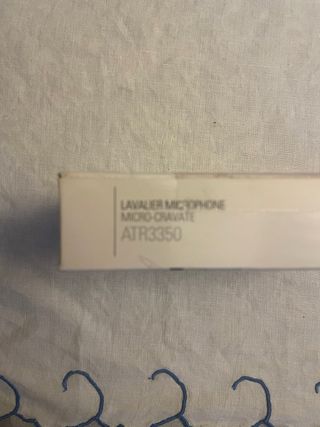 LAVALIER MICROPHONE
MICRO-CRAVATE
ATR3350